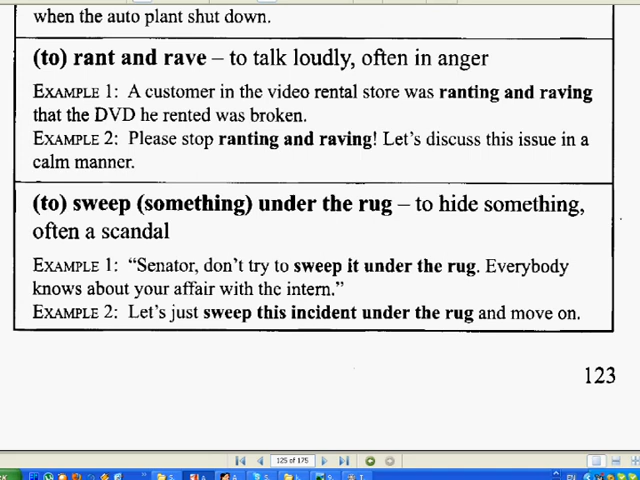 when the auto plant shut down.
(to) rant and rave – to talk loudly, often in anger
EXAMPLE 1: A customer in the video rental store was ranting and raving
that the DVD he rented was broken.
EXAMPLE 2: Please stop ranting and raving! Let's discuss this issue in a
calm manner.
(to) sweep (something) under the rug – to hide something,
often a scandal
EXAMPLE 1: “Senator, don't try to sweep it under the rug. Everybody
knows about your affair with the intern.”
EXAMPLE 2: Let's just sweep this incident under the rug and move on.
123
125 of 175
EN